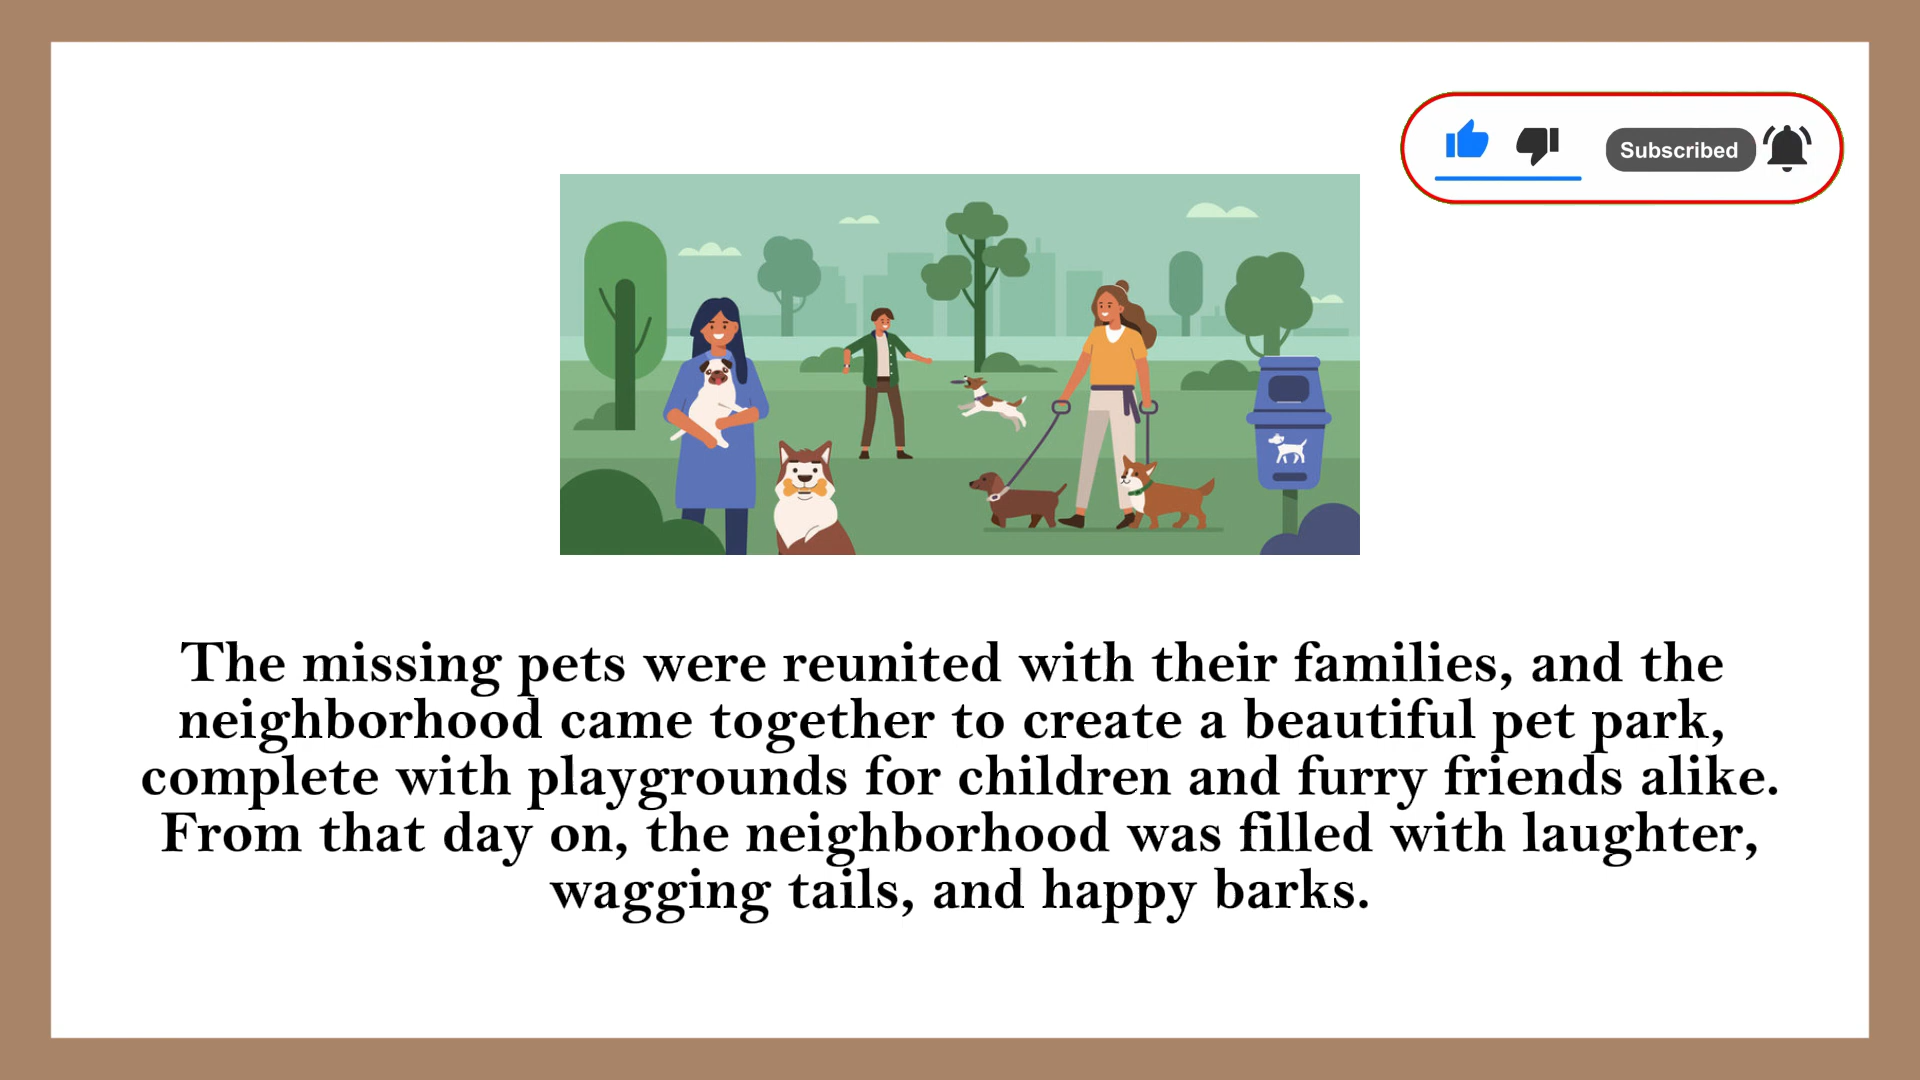 Subscribed
The missing pets were reunited with their families, and the
neighborhood came together to create a beautiful pet park,
complete with playgrounds for children and furry friends alike.
From that day on, the neighborhood was filled with laughter,
wagging tails, and happy barks.